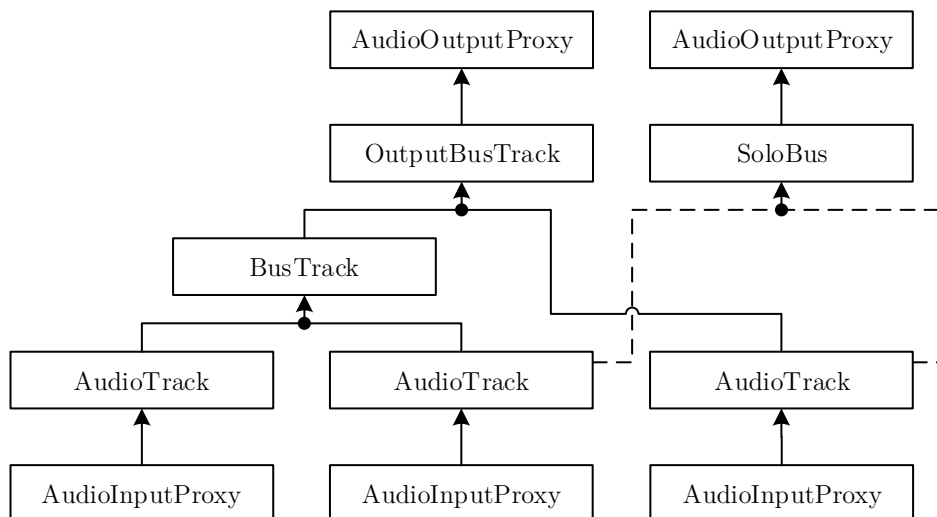 AudioOutputProxy
AudioOutputProxy
OutputBusTrack
SoloBus
BusTrack
AudioTrack
AudioTrack
AudioTrack
AudioInputProxy
AudioInputProxy
AudioInputProxy